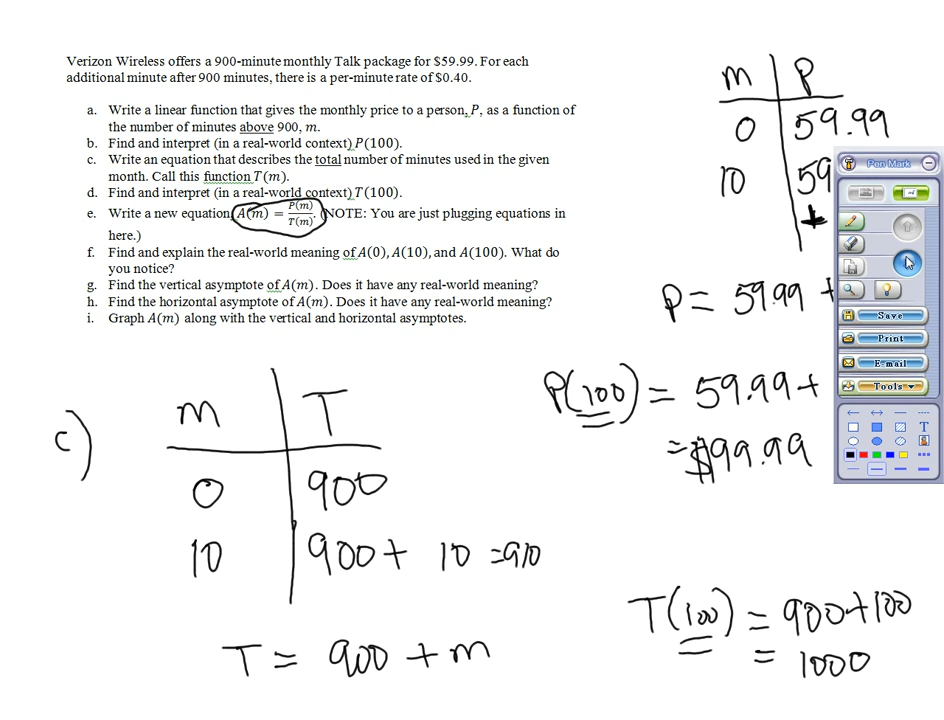 Verizon Wireless offers a 900-minute monthly Talk package for $59.99. For each
additional minute after 900 minutes, there is a per-minute rate of $0.40.
a. Write a linear function that gives the monthly price to a person, P, as a function of
the number of minutes above 900, m.
b. Find and interpret (in a real-world context) P(100).
c. Write an equation that describes the total number of minutes used in the given
month. Call this function T(m).
d. Find and interpret (in a real-world context) T(100).
e. Write a new equation A(m) = P(m)/T(m). (NOTE: You are just plugging equations in
here.)
f. Find and explain the real-world meaning of A(0), A(10), and A(100). What do
you notice?
g. Find the vertical asymptote of A(m). Does it have any real-world meaning?
h. Find the horizontal asymptote of A(m). Does it have any real-world meaning?
i. Graph A(m) along with the vertical and horizontal asymptotes.
m P
0 59.99
10 59
+
P = 59.99 +
P(100) = 59.99 +
= $99.99
Pen Mark
Save
Print
E-mail
Tools
T
c)
m T
0 900
10 900 + 10 = 910
T = 900 + m
T(100) = 900 + 100
= 1000